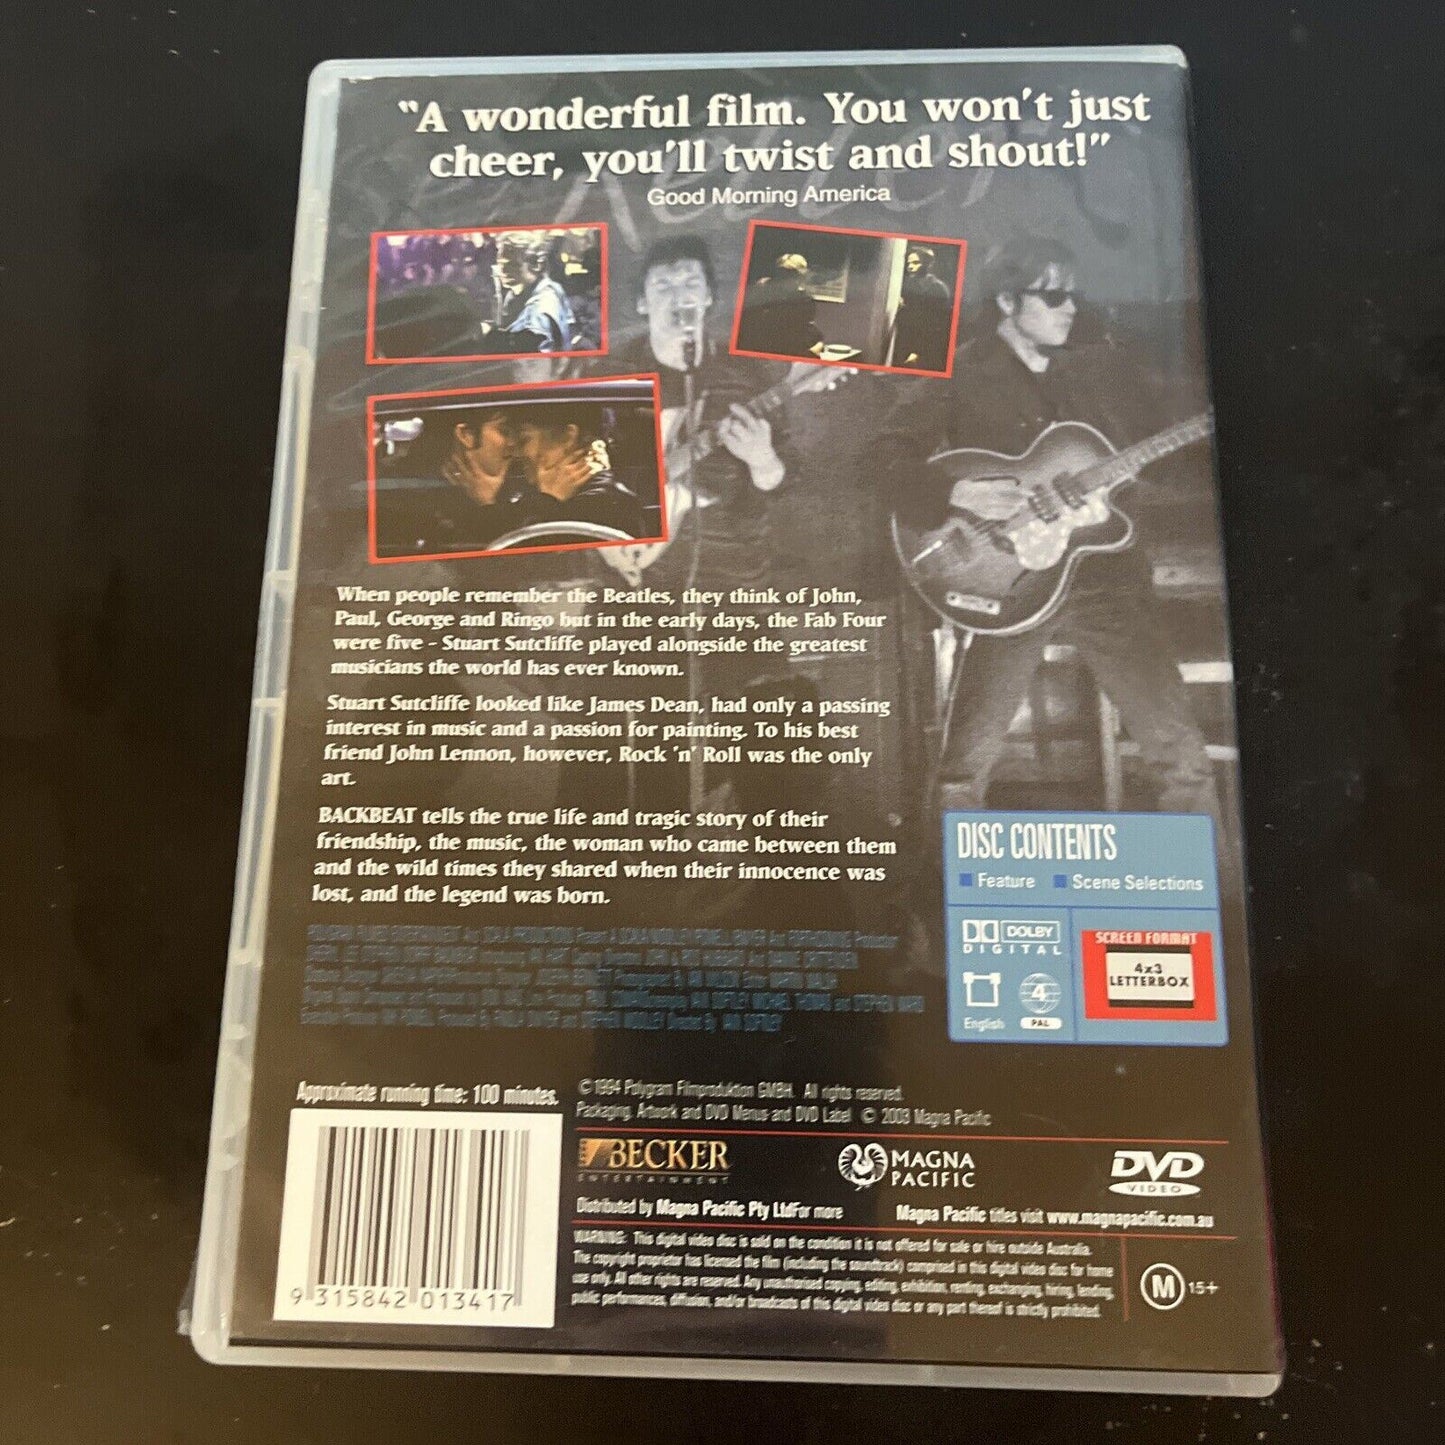 "A wonderful film. You won't just
cheer, you'll twist and shout!"
Good Morning America
When people remember the Beatles, they think of John,
Paul, George and Ringo but in the early days, the Fab Four
were five - Stuart Sutcliffe played alongside the greatest
musicians the world has ever known.
Stuart Sutcliffe looked like James Dean, had only a passing
interest in music and a passion for painting. To his best
friend John Lennon, however, Rock 'n' Roll was the only
art.
BACKBEAT tells the true life and tragic story of their
friendship, the music, the woman who came between them
and the wild times they shared when their innocence was
lost, and the legend was born.
DISC CONTENTS
Feature Scene Selections
DOLBY
DIGITAL
SCREEN FORMAT
4x3
LETTERBOX
English
4
PAL
Approximate running time: 100 minutes.
© 1994 Polygram Filmproduktion GMBH. All rights reserved.
Packaging, Artwork and DVD Menus and DVD Label © 2003 Magna Pacific
BECKER
ENTERTAINMENT
MAGNA
PACIFIC
DVD
VIDEO
Distributed by Magna Pacific Pty LtdFor more Magna Pacific titles visit www.magnapacific.com.au
WARNING: This digital video disc is sold on the condition it is not offered for sale or hire outside Australia.
The copyright proprietor has licensed the film (including the soundtrack) comprised in this digital video disc for home
use only. All other rights are reserved. Any unauthorised copying, editing, exhibition, renting, exchanging, hiring, lending,
public performances, diffusion, and/or broadcasts of this digital video disc or any part thereof is strictly prohibited.
M 15+
9 315842 013417